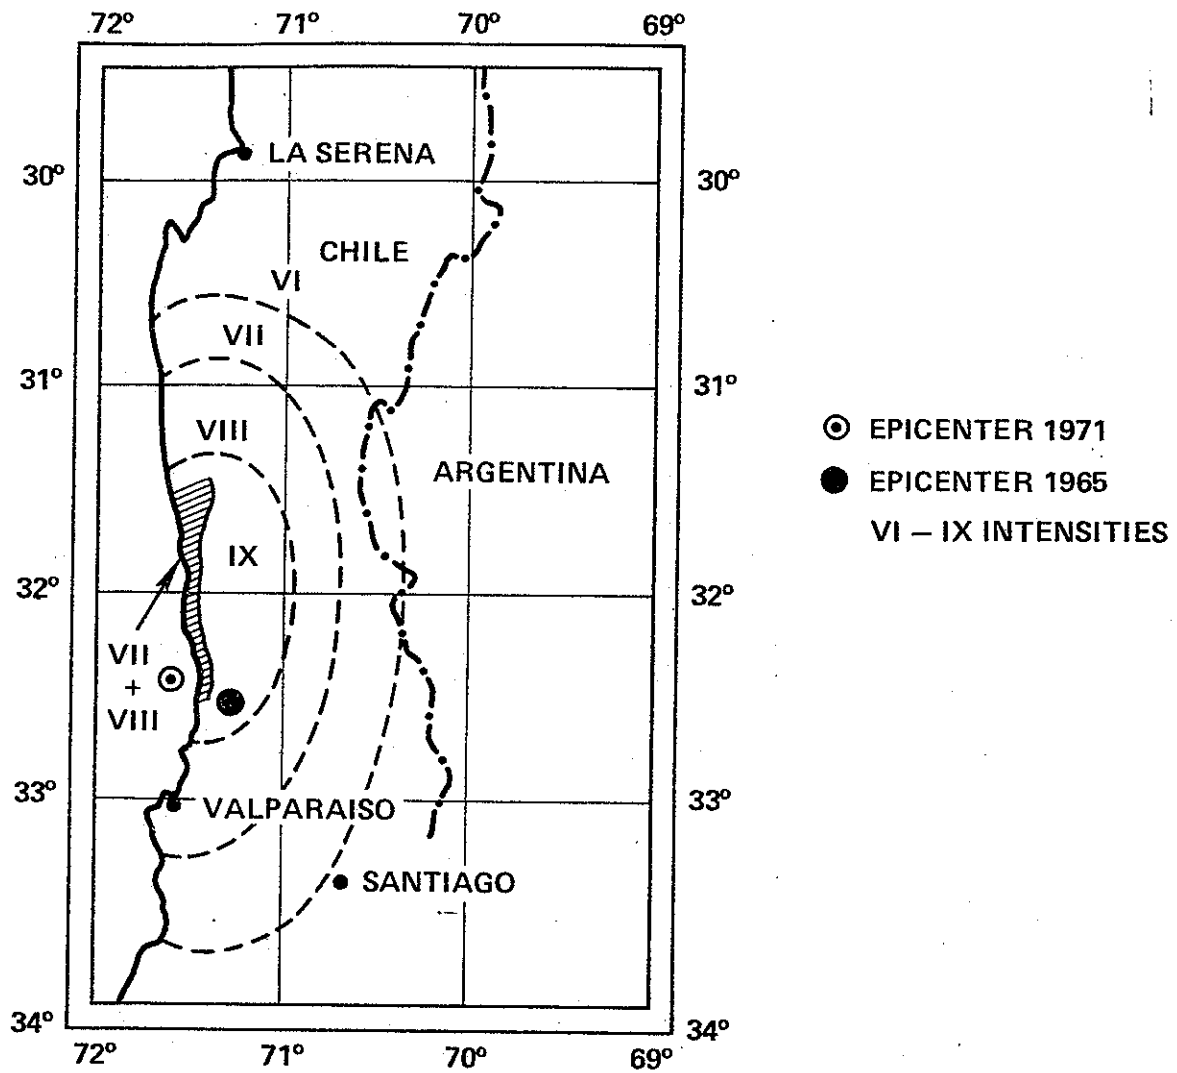 72° 71° 70° 69°
LA SERENA
30° 30°
CHILE
VI
VII
31° 31°
VIII
EPICENTER 1971
ARGENTINA
EPICENTER 1965
VI – IX INTENSITIES
IX
32° 32°
VII
+
VIII
33° 33°
VALPARAISO
SANTIAGO
34° 34°
72° 71° 70° 69°